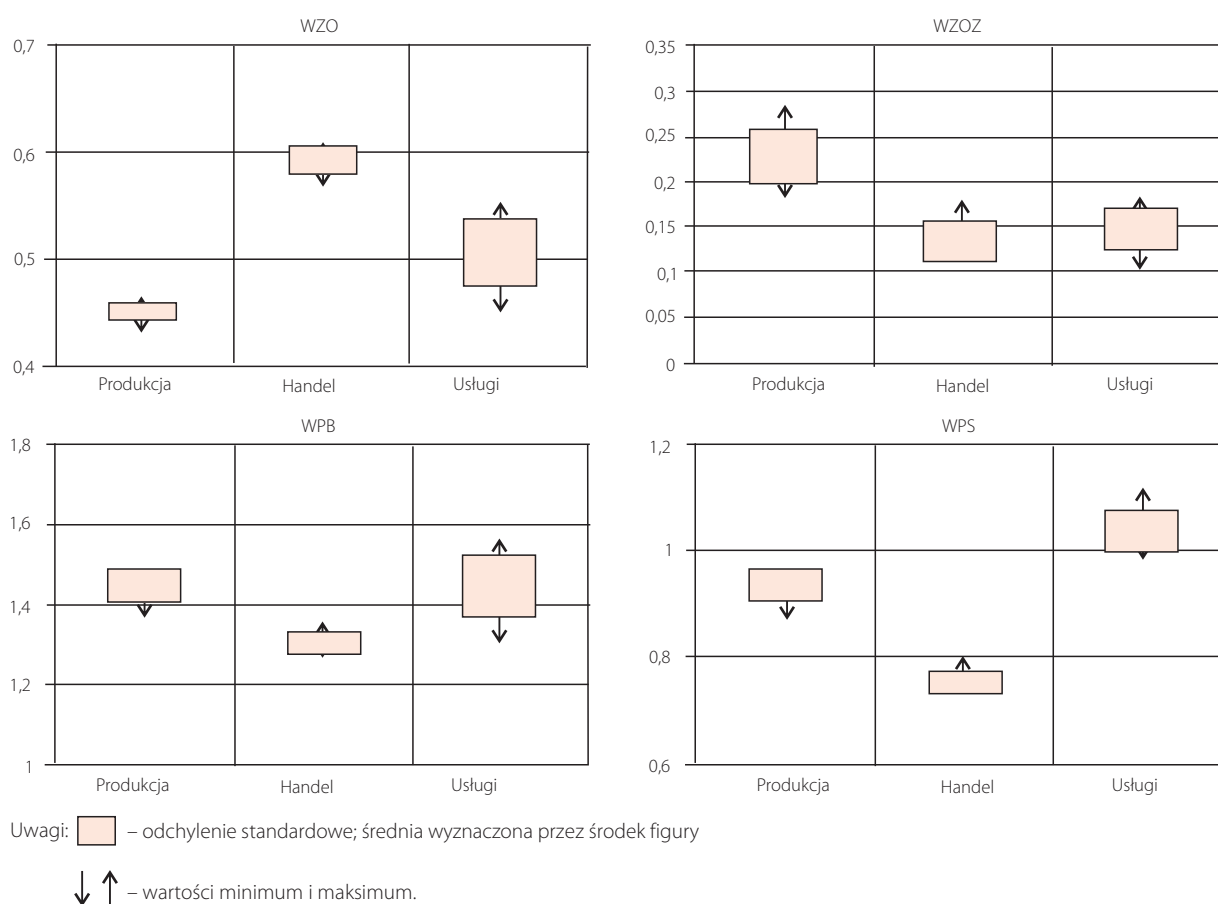 WZO
0,7
0,6
0,5
0,4
Produkcja
Handel
Usługi
WZOZ
0,35
0,3
0,25
0,2
0,15
0,1
0,05
0
Produkcja
Handel
Usługi
WPB
1,8
1,6
1,4
1,2
1
Produkcja
Handel
Usługi
WPS
1,2
1
0,8
0,6
Produkcja
Handel
Usługi
Uwagi: – odchylenie standardowe; średnia wyznaczona przez środek figury
– wartości minimum i maksimum.